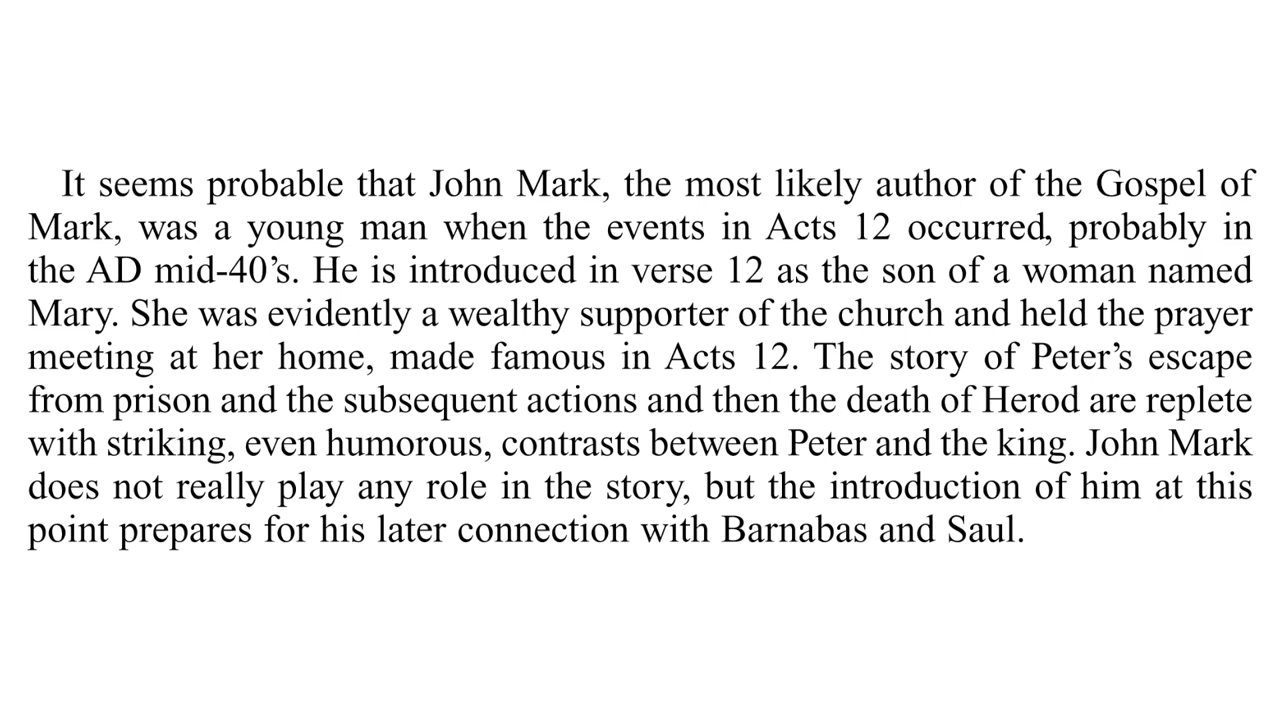 It seems probable that John Mark, the most likely author of the Gospel of
Mark, was a young man when the events in Acts 12 occurred, probably in
the AD mid-40’s. He is introduced in verse 12 as the son of a woman named
Mary. She was evidently a wealthy supporter of the church and held the prayer
meeting at her home, made famous in Acts 12. The story of Peter’s escape
from prison and the subsequent actions and then the death of Herod are replete
with striking, even humorous, contrasts between Peter and the king. John Mark
does not really play any role in the story, but the introduction of him at this
point prepares for his later connection with Barnabas and Saul.